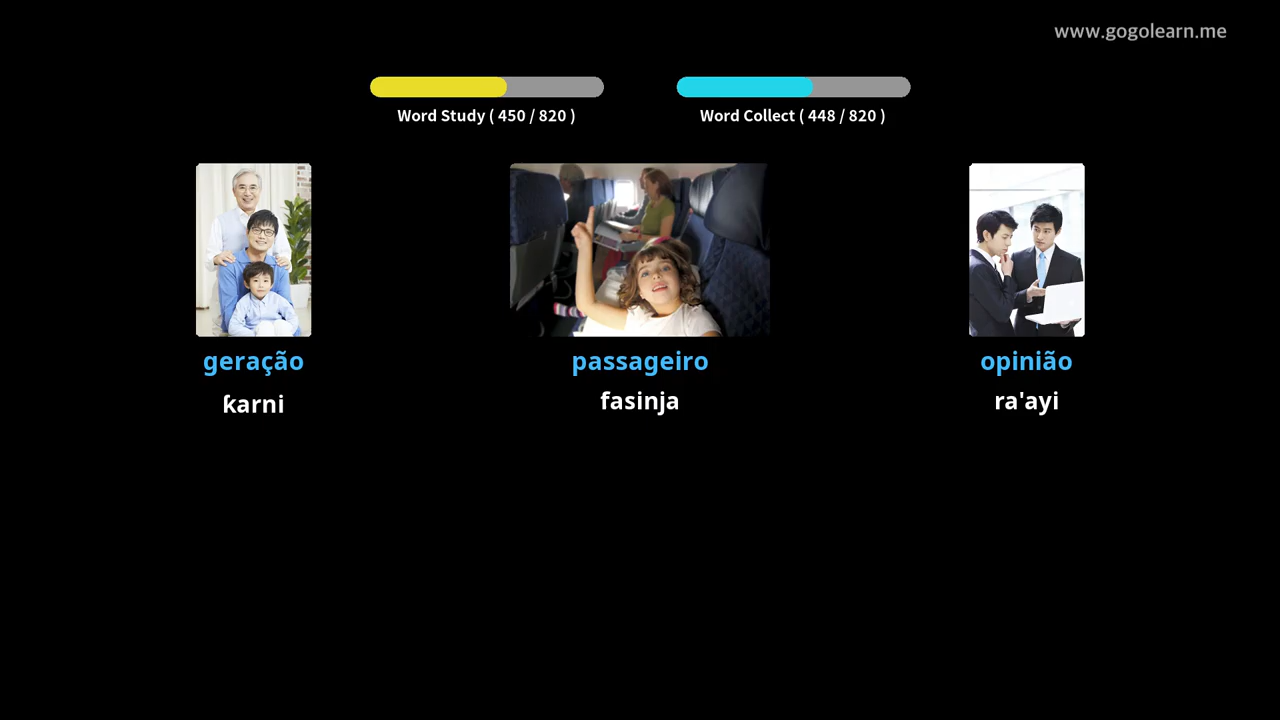 www.gogolearn.me
Word Study ( 450 / 820 )
Word Collect ( 448 / 820 )
geração
passageiro
opinião
ƙarni
fasinja
ra'ayi